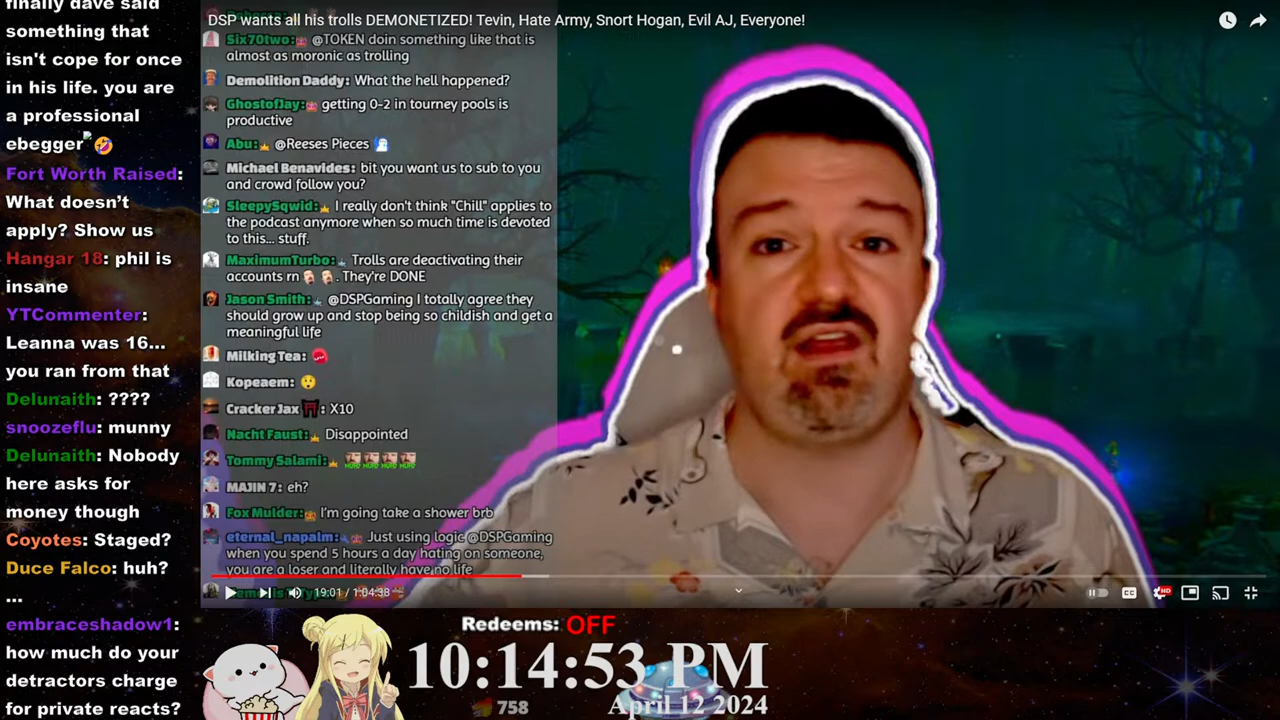 finally dave said
something that
isn't cope for once
in his life. you are
a professional
ebegger
Fort Worth Raised:
What doesn't
apply? Show us
Hangar 18: phil is
insane
YTCommenter:
Leanna was 16...
you ran from that
Delunaith: ????
snoozeflu: munny
Delunaith: Nobody
here asks for
money though
Coyotes: Staged?
Duce Falco: huh?
...
embraceshadow1:
how much do your
detractors charge
for private reacts?
DSP wants all his trolls DEMONETIZED! Tevin, Hate Army, Snort Hogan, Evil AJ, Everyone!
Six70two: @TOKEN doin something like that is
almost as moronic as trolling
Demolition Daddy: What the hell happened?
GhostofJay: getting 0-2 in tourney pools is
productive
Abu: @Reeses Pieces
Michael Benavides: bit you want us to sub to you
and crowd follow you?
SleepySqwid: I really don't think "Chill" applies to
the podcast anymore when so much time is devoted
to this... stuff.
MaximumTurbo: Trolls are deactivating their
accounts rn . They're DONE
Jason Smith: @DSPGaming I totally agree they
should grow up and stop being so childish and get a
meaningful life
Milking Tea:
Kopeaem:
CrackerJax : X10
Nacht Faust: Disappointed
Tommy Salami:
MAJIN 7: eh?
Fox Mulder: I'm going take a shower brb
eternal_napalm: Just using logic @DSPGaming
when you spend 5 hours a day hating on someone,
you are a loser and literally have no life
19:01 / 1:04:38
CC
HD
Redeems: OFF
10:14:53 PM
758
April 12 2024